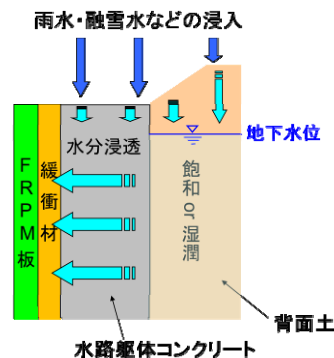 雨水・融雪水などの浸入
地下水位
水分浸透
FRPM板
緩衝材
飽和or湿潤
背面土
水路躯体コンクリート